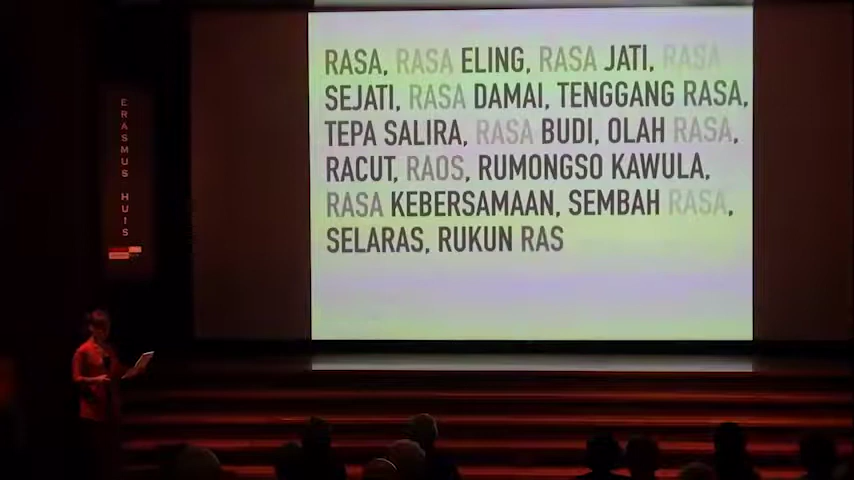 ERASMUS HUIS
RASA, RASA ELING, RASA JATI, RASA
SEJATI, RASA DAMAI, TENGGANG RASA,
TEPA SALIRA, RASA BUDI, OLAH RASA,
RACUT, RAOS, RUMONGSO KAWULA,
RASA KEBERSAMAAN, SEMBAH RASA,
SELARAS, RUKUN RAS